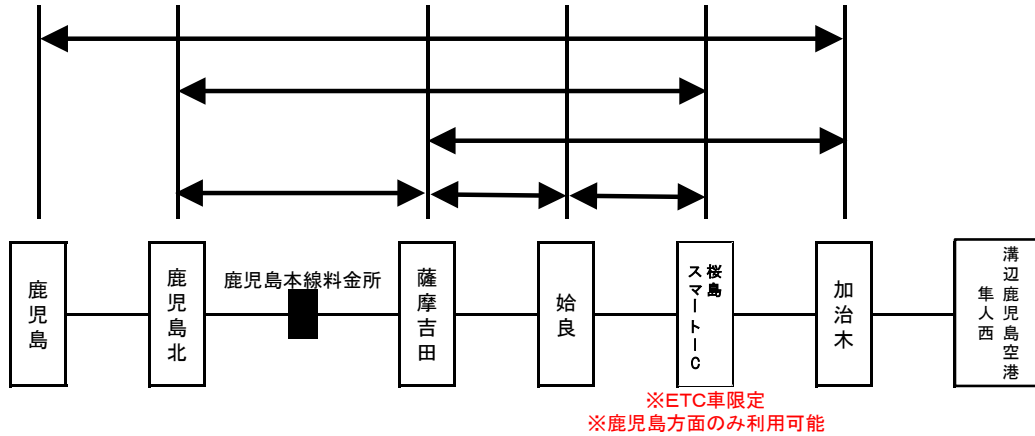 鹿児島
鹿児島北
鹿児島本線料金所
薩摩吉田
姶良
桜島
スマートIC
加治木
溝辺鹿児島空港
隼人西
※ETC車限定
※鹿児島方面のみ利用可能